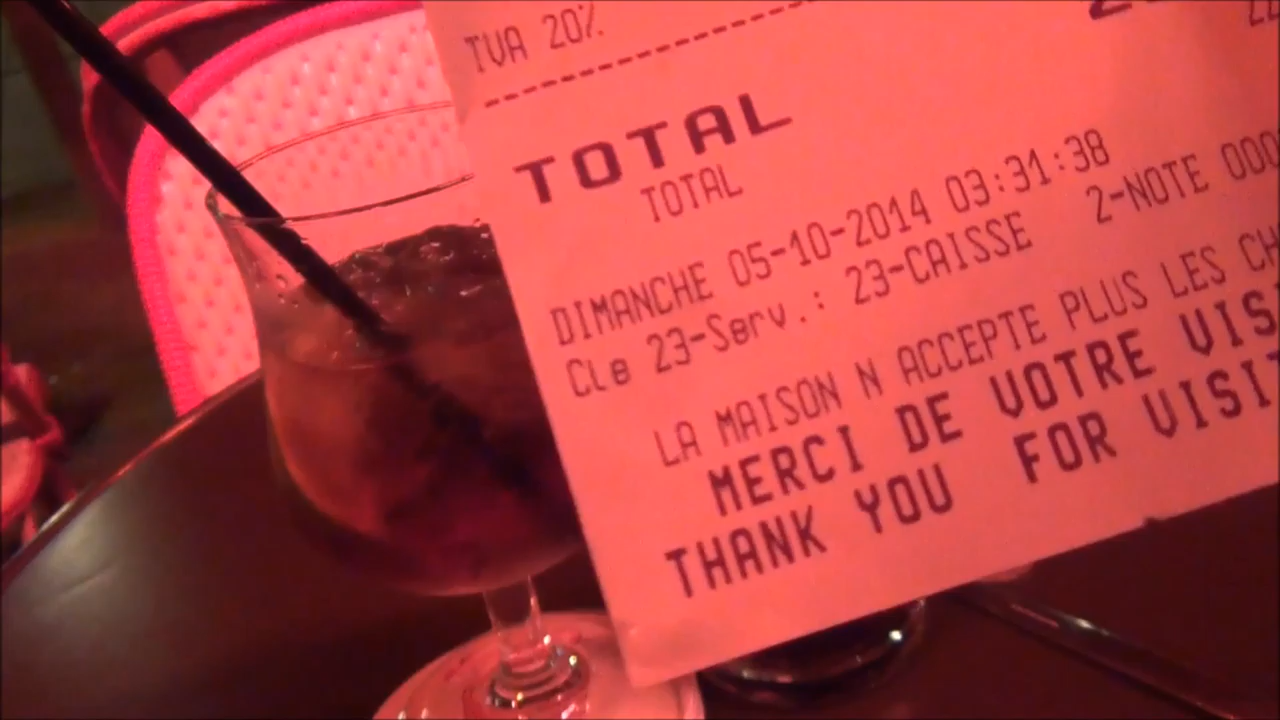 TVA 20%
TOTAL
TOTAL
DIMANCHE 05-10-2014 03:31:38
Cle 23-Serv.: 23-CAISSE 2-NOTE
LA MAISON N ACCEPTE PLUS LES
MERCI DE VOTRE
THANK YOU FOR